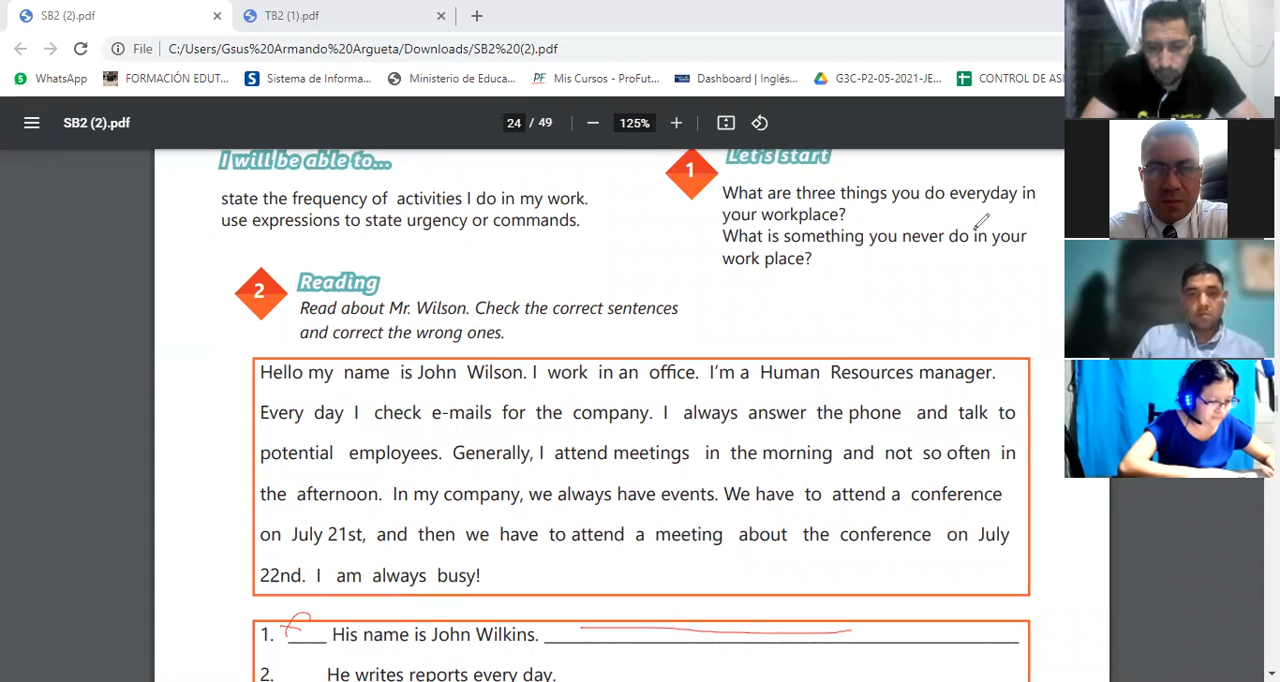 SB2 (2).pdf
TB2 (1).pdf
File C:/Users/Gsus%20Armando%20Argueta/Downloads/SB2%20(2).pdf
WhatsApp FORMACIÓN EDUT... Sistema de Informa... Ministerio de Educa... Mis Cursos - ProFut... Dashboard | Inglés... G3C-P2-05-2021-JE... CONTROL DE AS
SB2 (2).pdf 24 / 49 125%
I will be able to...
state the frequency of activities I do in my work.
use expressions to state urgency or commands.
1 Let's start
What are three things you do everyday in
your workplace?
What is something you never do in your
work place?
2 Reading
Read about Mr. Wilson. Check the correct sentences
and correct the wrong ones.
Hello my name is John Wilson. I work in an office. I'm a Human Resources manager.
Every day I check e-mails for the company. I always answer the phone and talk to
potential employees. Generally, I attend meetings in the morning and not so often in
the afternoon. In my company, we always have events. We have to attend a conference
on July 21st, and then we have to attend a meeting about the conference on July
22nd. I am always busy!
1. f His name is John Wilkins.
2. He writes reports every day.